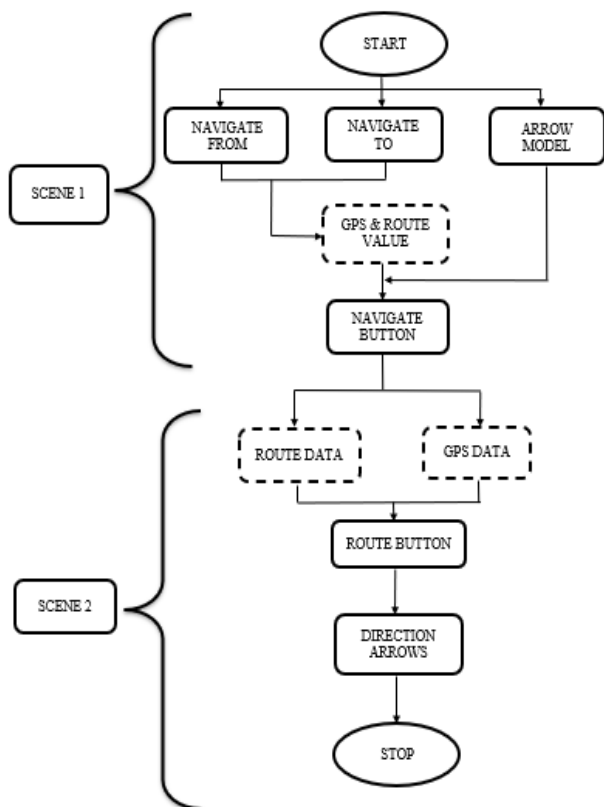 START
NAVIGATE
FROM
NAVIGATE
TO
ARROW
MODEL
SCENE 1
GPS & ROUTE
VALUE
NAVIGATE
BUTTON
ROUTE DATA
GPS DATA
ROUTE BUTTON
SCENE 2
DIRECTION
ARROWS
STOP